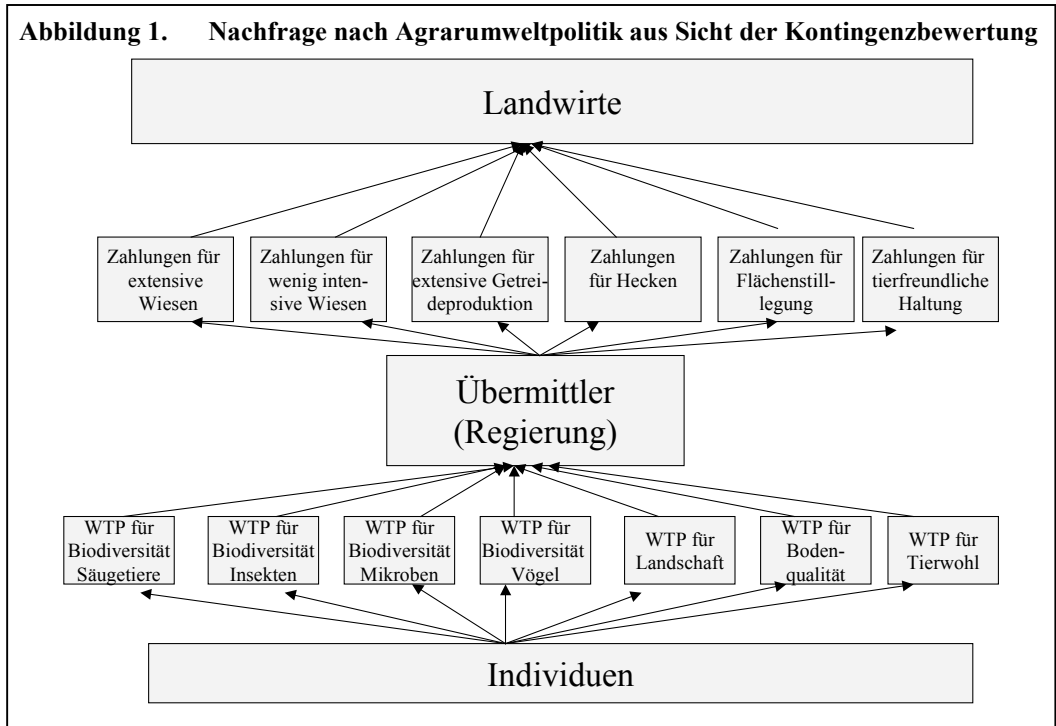 Abbildung 1. Nachfrage nach Agrarumweltpolitik aus Sicht der Kontingenzbewertung
Landwirte
Zahlungen für
extensive
Wiesen
Zahlungen für
wenig inten-
sive Wiesen
Zahlungen für
extensive Getrei-
deproduktion
Zahlungen
für Hecken
Zahlungen für
Flächenstill-
legung
Zahlungen für
tierfreundliche
Haltung
Übermittler
(Regierung)
WTP für
Biodiversität
Säugetiere
WTP für
Biodiversität
Insekten
WTP für
Biodiversität
Mikroben
WTP für
Biodiversität
Vögel
WTP für
Landschaft
WTP für
Boden-
qualität
WTP für
Tierwohl
Individuen